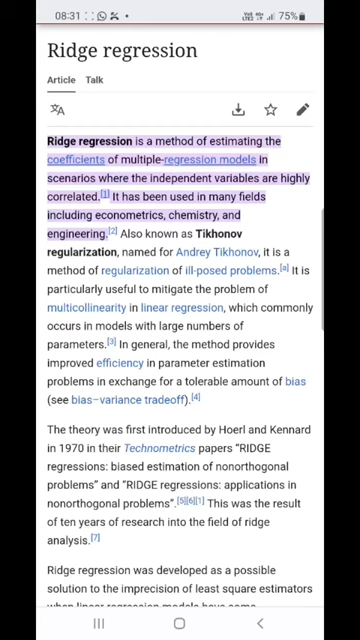 08:31 75%
Ridge regression
Article Talk
Ridge regression is a method of estimating the
coefficients of multiple-regression models in
scenarios where the independent variables are highly
correlated.[1] It has been used in many fields
including econometrics, chemistry, and
engineering.[2] Also known as Tikhonov
regularization, named for Andrey Tikhonov, it is a
method of regularization of ill-posed problems.[a] It is
particularly useful to mitigate the problem of
multicollinearity in linear regression, which commonly
occurs in models with large numbers of
parameters.[3] In general, the method provides
improved efficiency in parameter estimation
problems in exchange for a tolerable amount of bias
(see bias–variance tradeoff).[4]
The theory was first introduced by Hoerl and Kennard
in 1970 in their Technometrics papers "RIDGE
regressions: biased estimation of nonorthogonal
problems" and "RIDGE regressions: applications in
nonorthogonal problems".[5][6][1] This was the result
of ten years of research into the field of ridge
analysis.[7]
Ridge regression was developed as a possible
solution to the imprecision of least square estimators
when linear regression models have some